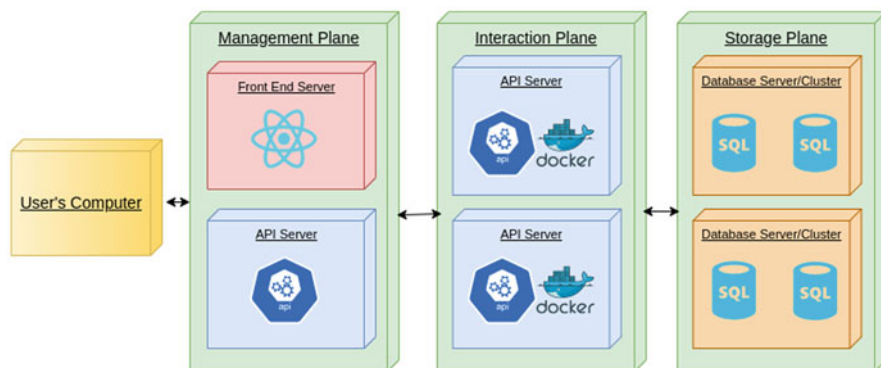 Management Plane
Interaction Plane
Storage Plane
Front End Server
API Server
Database Server/Cluster
api
docker
SQL
SQL
User's Computer
API Server
API Server
Database Server/Cluster
api
api
docker
SQL
SQL